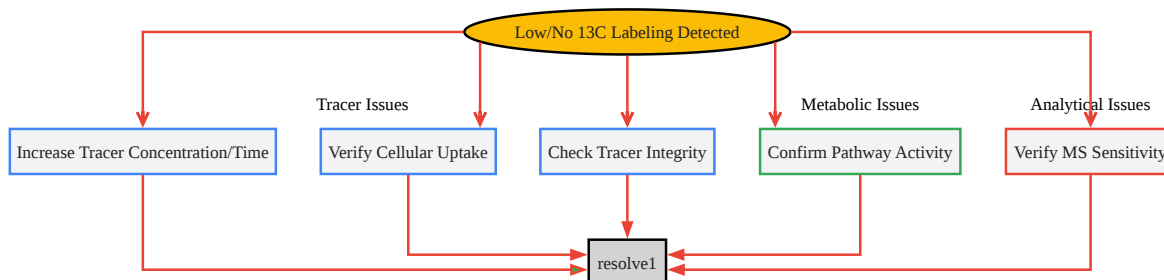 Low/No 13C Labeling Detected
Tracer Issues
Metabolic Issues
Analytical Issues
Increase Tracer Concentration/Time
Verify Cellular Uptake
Check Tracer Integrity
Confirm Pathway Activity
Verify MS Sensitivity
resolve1